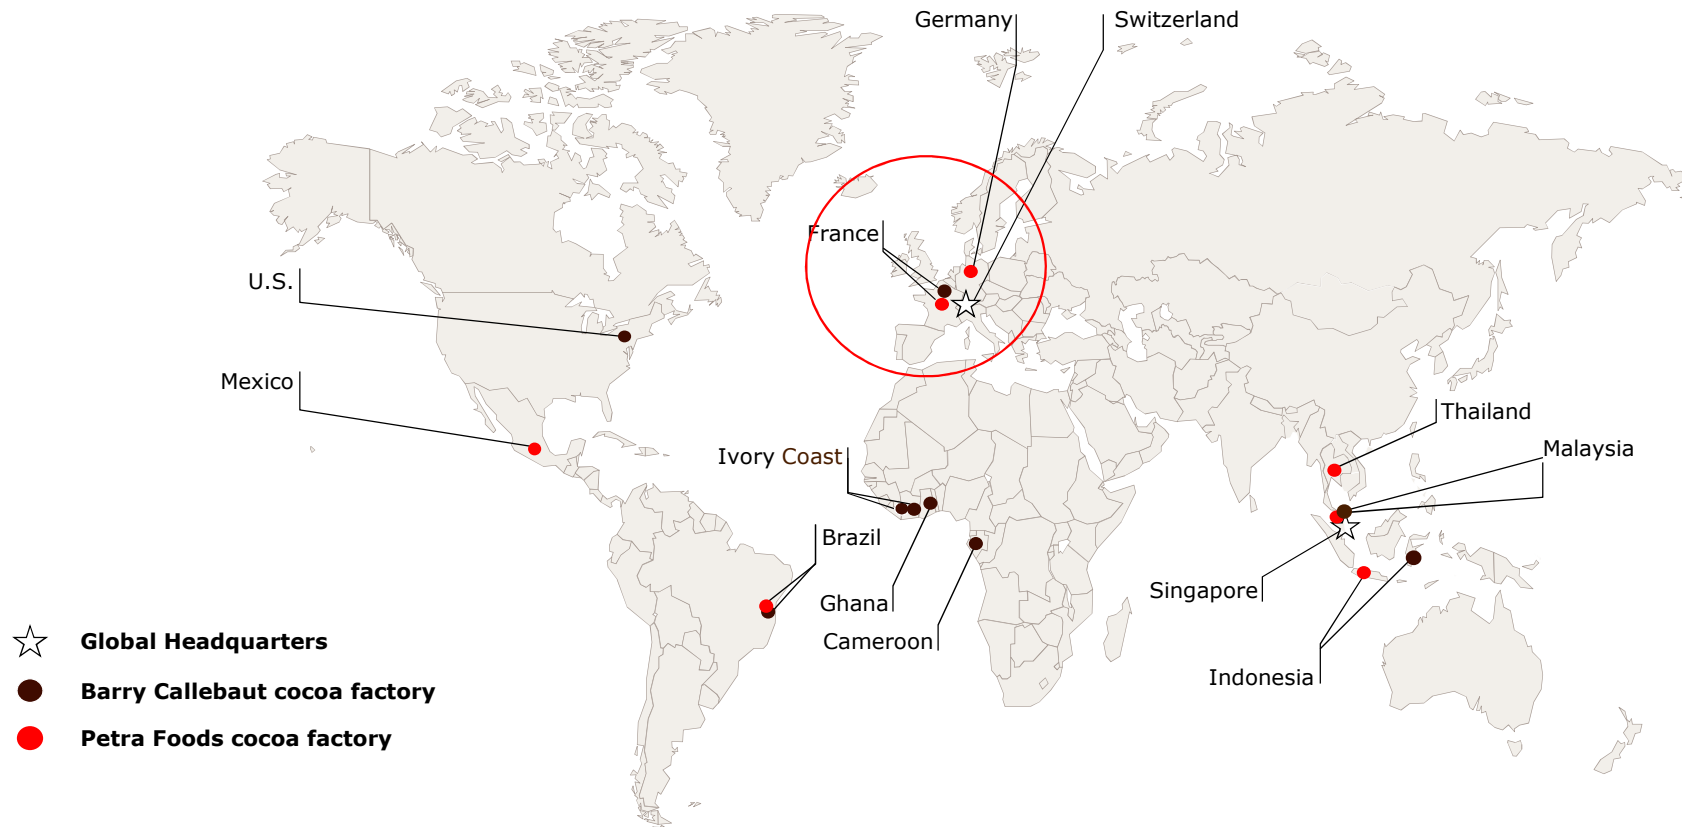 Germany
Switzerland
France
U.S.
Mexico
Thailand
Malaysia
Ivory Coast
Brazil
Singapore
Ghana
Cameroon
Indonesia
Global Headquarters
Barry Callebaut cocoa factory
Petra Foods cocoa factory